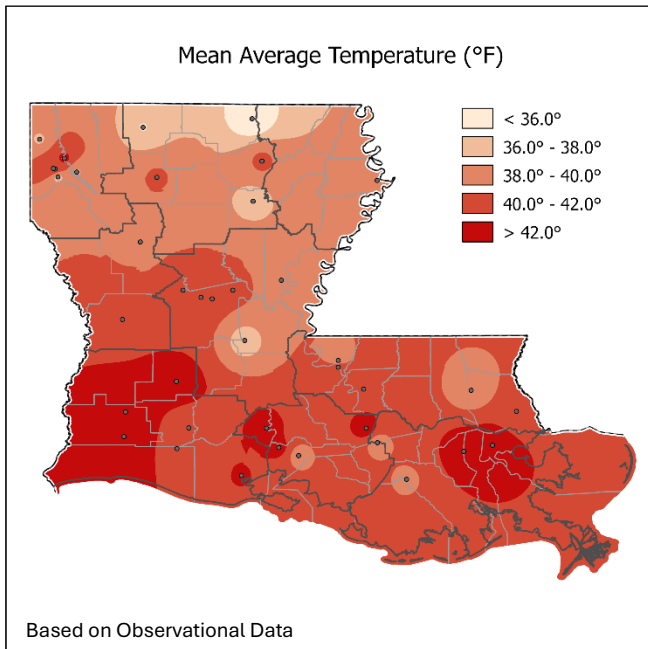 Mean Average Temperature (°F)
< 36.0°
36.0° - 38.0°
38.0° - 40.0°
40.0° - 42.0°
> 42.0°
Based on Observational Data